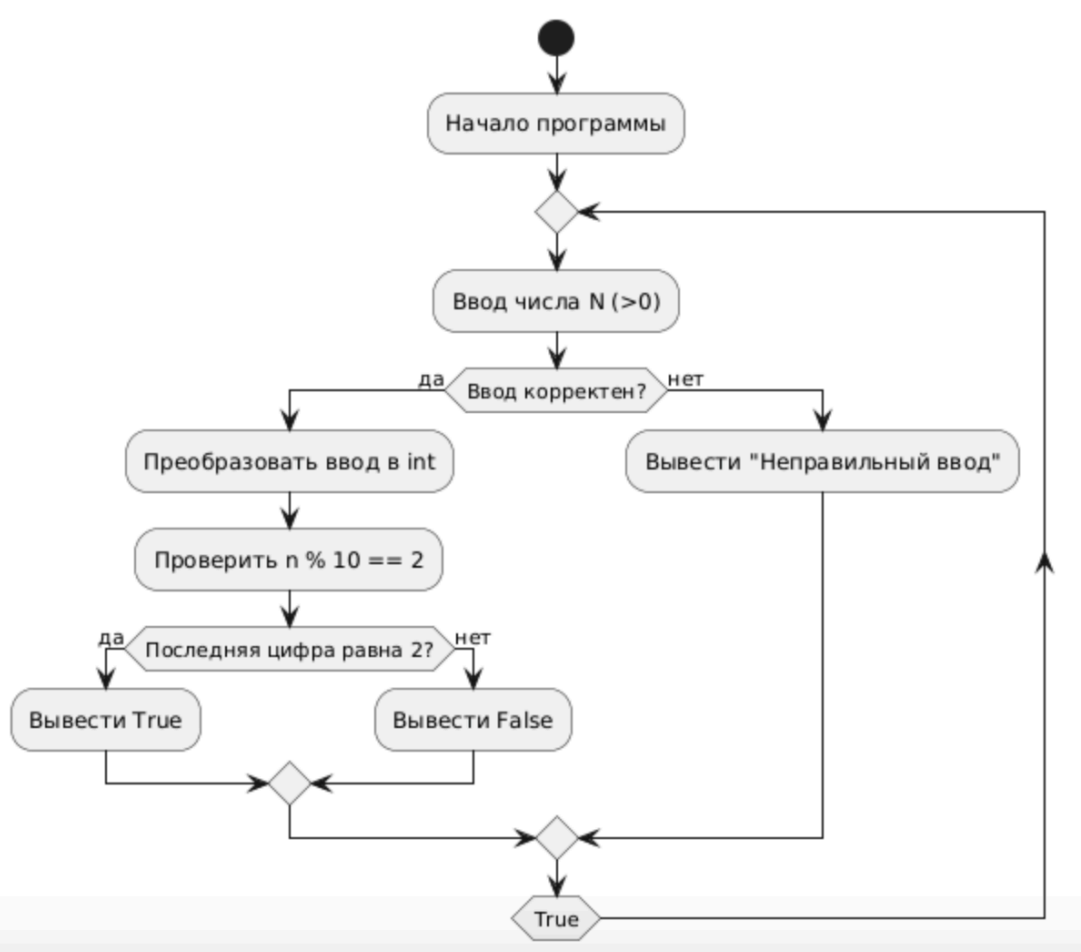 Начало программы
Ввод числа N (>0)
да
Ввод корректен?
нет
Преобразовать ввод в int
Вывести "Неправильный ввод"
Проверить n % 10 == 2
да
Последняя цифра равна 2?
нет
Вывести True
Вывести False
True